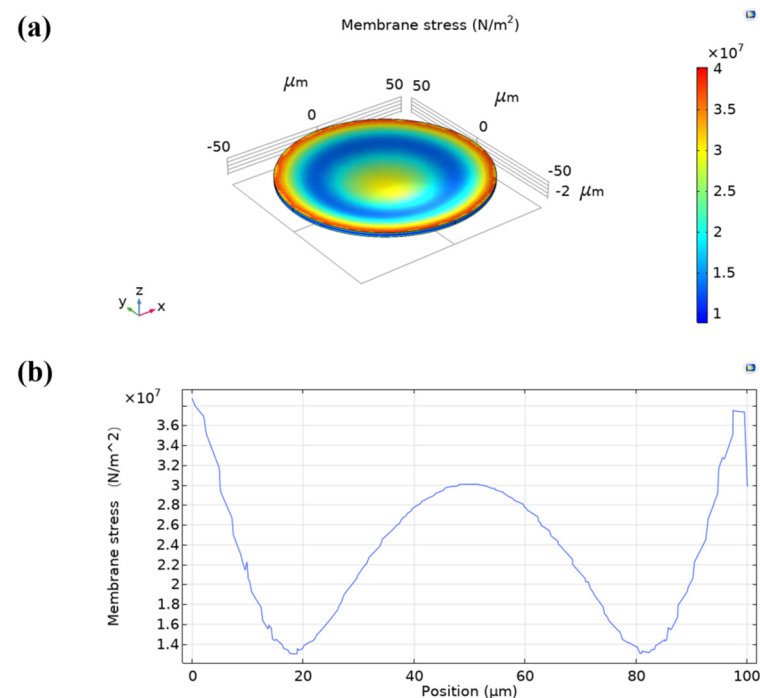 (a)
Membrane stress (N/m²)
×10⁷
μm
50 50
μm
0
0
-50
-50
-2 μm
4
3.5
3
2.5
2
1.5
1
y z x
(b)
×10⁷
Membrane stress (N/m^2)
3.6
3.4
3.2
3
2.8
2.6
2.4
2.2
2
1.8
1.6
1.4
0 20 40 60 80 100
Position (μm)